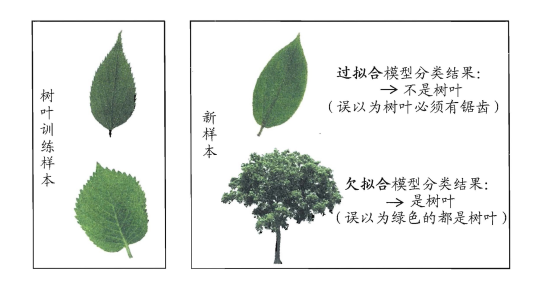 树叶训练样本
新样本
过拟合模型分类结果：
→ 不是树叶
（误以为树叶必须有锯齿）
欠拟合模型分类结果：
→ 是树叶
（误以为绿色的都是树叶）